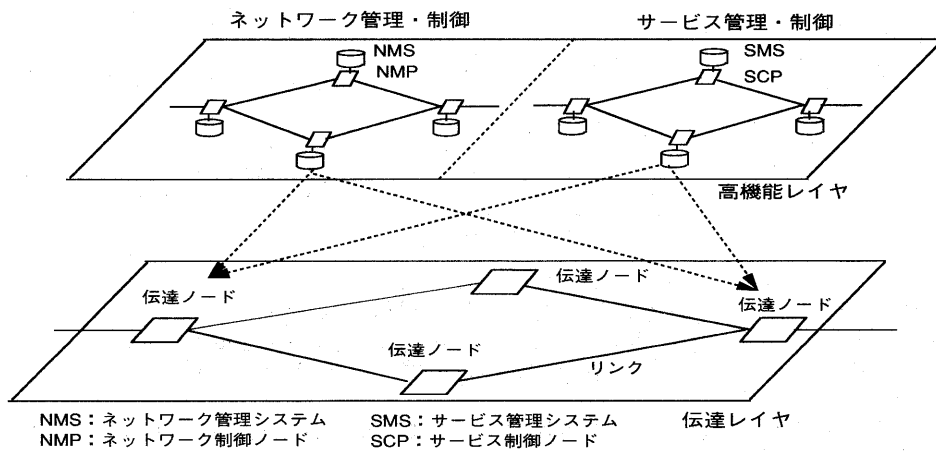 ネットワーク管理・制御
サービス管理・制御
NMS
NMP
SMS
SCP
高機能レイヤ
伝達ノード
伝達ノード
伝達ノード
伝達ノード
リンク
伝達レイヤ
NMS：ネットワーク管理システム
SMS：サービス管理システム
NMP：ネットワーク制御ノード
SCP：サービス制御ノード